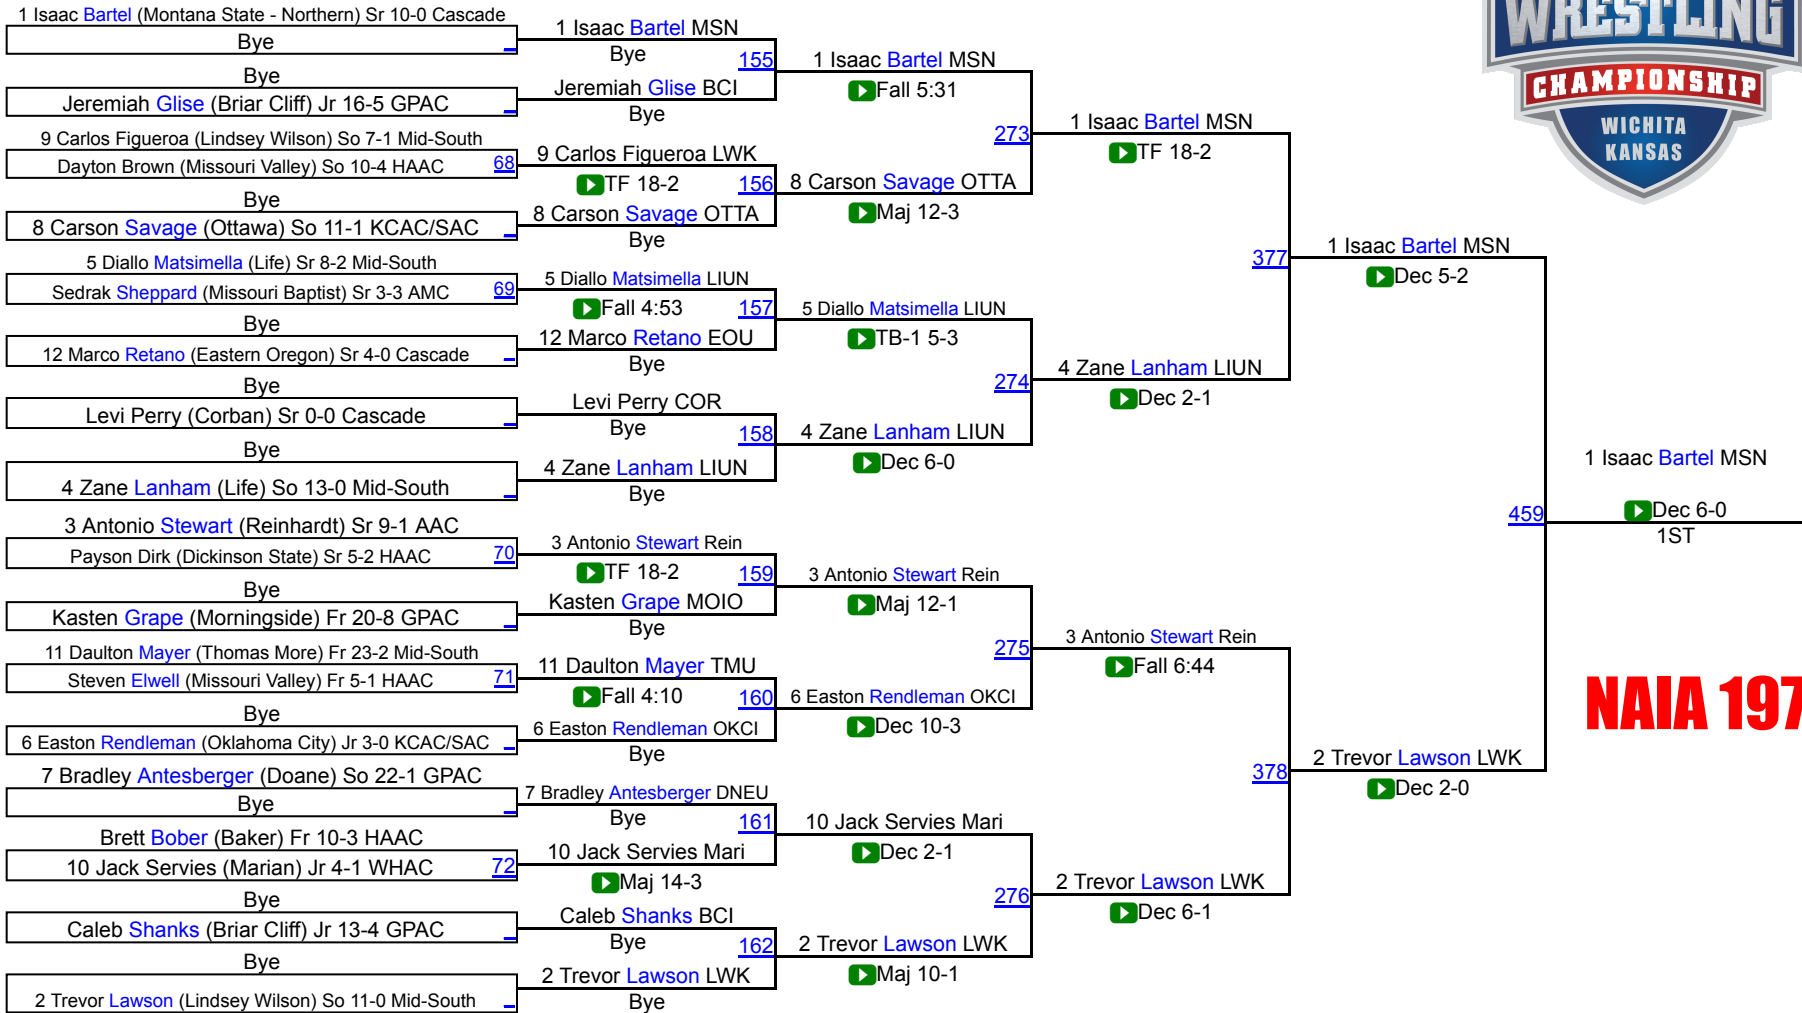 WRESTLING
CHAMPIONSHIP
WICHITA
KANSAS
1 Isaac Bartel (Montana State - Northern) Sr 10-0 Cascade
Bye
Bye
Jeremiah Glise (Briar Cliff) Jr 16-5 GPAC
9 Carlos Figueroa (Lindsey Wilson) So 7-1 Mid-South
Dayton Brown (Missouri Valley) So 10-4 HAAC 68
Bye
8 Carson Savage (Ottawa) So 11-1 KCAC/SAC
5 Diallo Matsimella (Life) Sr 8-2 Mid-South
Sedrak Sheppard (Missouri Baptist) Sr 3-3 AMC 69
Bye
12 Marco Retano (Eastern Oregon) Sr 4-0 Cascade
Bye
Levi Perry (Corban) Sr 0-0 Cascade
Bye
4 Zane Lanham (Life) So 13-0 Mid-South
3 Antonio Stewart (Reinhardt) Sr 9-1 AAC
Payson Dirk (Dickinson State) Sr 5-2 HAAC 70
Bye
Kasten Grape (Morningside) Fr 20-8 GPAC
11 Daulton Mayer (Thomas More) Fr 23-2 Mid-South
Steven Elwell (Missouri Valley) Fr 5-1 HAAC 71
Bye
6 Easton Rendleman (Oklahoma City) Jr 3-0 KCAC/SAC
7 Bradley Antesberger (Doane) So 22-1 GPAC
Bye
Brett Bober (Baker) Fr 10-3 HAAC
10 Jack Servies (Marian) Jr 4-1 WHAC 72
Bye
Caleb Shanks (Briar Cliff) Jr 13-4 GPAC
Bye
2 Trevor Lawson (Lindsey Wilson) So 11-0 Mid-South
1 Isaac Bartel MSN
Bye
155
Jeremiah Glise BCI
Bye
9 Carlos Figueroa LWK
TF 18-2
156
8 Carson Savage OTTA
Bye
5 Diallo Matsimella LIUN
Fall 4:53
157
12 Marco Retano EOU
Bye
Levi Perry COR
Bye
158
4 Zane Lanham LIUN
Bye
3 Antonio Stewart Rein
TF 18-2
159
Kasten Grape MOIO
Bye
11 Daulton Mayer TMU
Fall 4:10
160
6 Easton Rendleman OKCI
Bye
7 Bradley Antesberger DNEU
Bye
161
10 Jack Servies Mari
Maj 14-3
Caleb Shanks BCI
Bye
162
2 Trevor Lawson LWK
Bye
1 Isaac Bartel MSN
Fall 5:31
273
8 Carson Savage OTTA
Maj 12-3
5 Diallo Matsimella LIUN
TB-1 5-3
274
4 Zane Lanham LIUN
Dec 6-0
3 Antonio Stewart Rein
Maj 12-1
275
6 Easton Rendleman OKCI
Dec 10-3
10 Jack Servies Mari
Dec 2-1
276
2 Trevor Lawson LWK
Maj 10-1
1 Isaac Bartel MSN
TF 18-2
377
4 Zane Lanham LIUN
Dec 2-1
3 Antonio Stewart Rein
Fall 6:44
378
2 Trevor Lawson LWK
Dec 6-1
1 Isaac Bartel MSN
Dec 5-2
459
2 Trevor Lawson LWK
Dec 2-0
1 Isaac Bartel MSN
Dec 6-0
1ST
NAIA 197